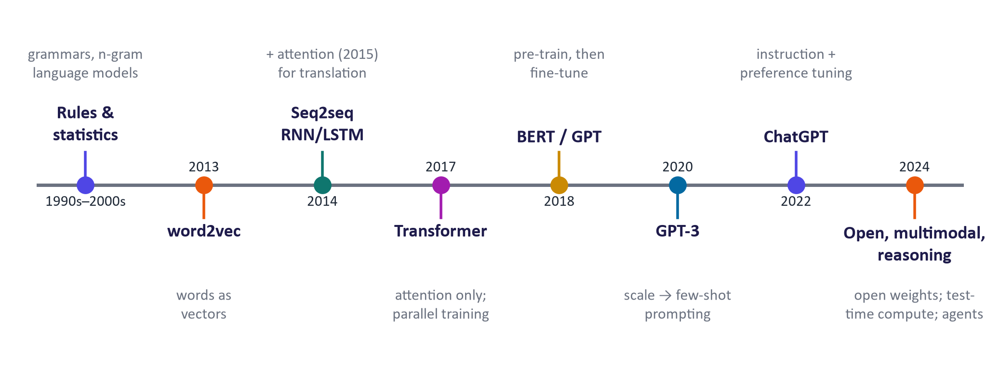 grammars, n-gram
language models
Rules &
statistics
1990s–2000s
2013
word2vec
words as
vectors
+ attention (2015)
for translation
Seq2seq
RNN/LSTM
2014
2017
Transformer
attention only;
parallel training
pre-train, then
fine-tune
BERT / GPT
2018
2020
GPT-3
scale → few-shot
prompting
instruction +
preference tuning
ChatGPT
2022
2024
Open, multimodal,
reasoning
open weights; test-
time compute; agents